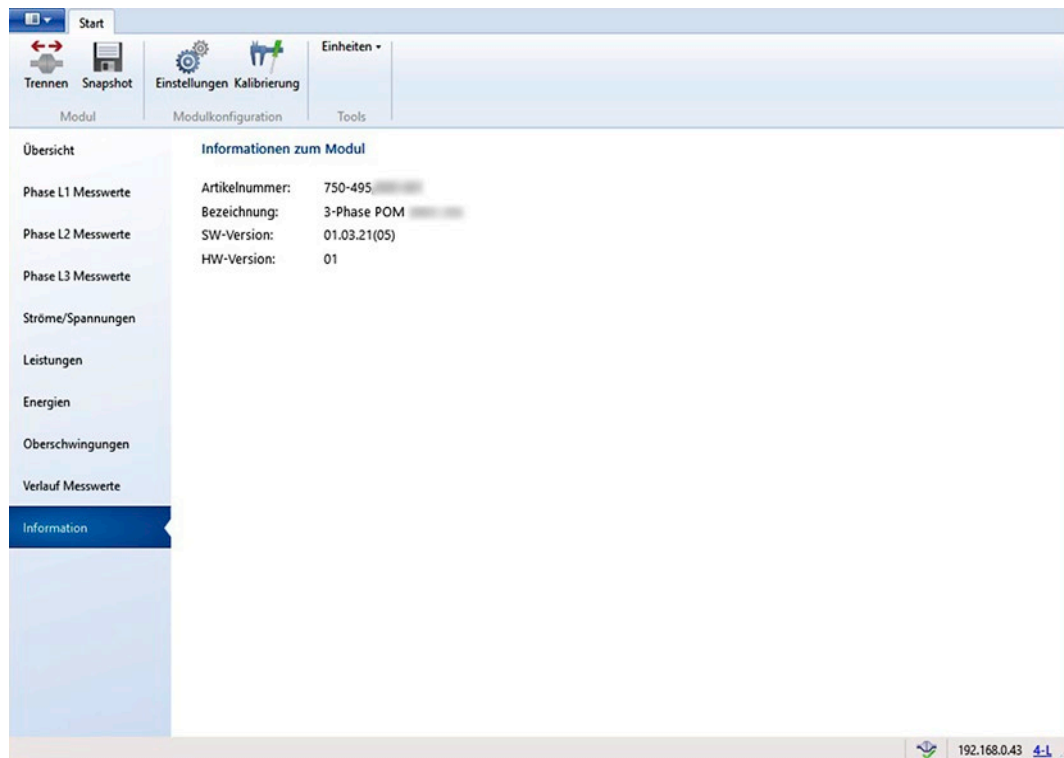 Start
Trennen Snapshot Einstellungen Kalibrierung Einheiten
Modul Modulkonfiguration Tools
Übersicht
Phase L1 Messwerte
Phase L2 Messwerte
Phase L3 Messwerte
Ströme/Spannungen
Leistungen
Energien
Oberschwingungen
Verlauf Messwerte
Information
Informationen zum Modul
Artikelnummer: 750-495
Bezeichnung: 3-Phase POM
SW-Version: 01.03.21(05)
HW-Version: 01
192.168.0.43 4-L